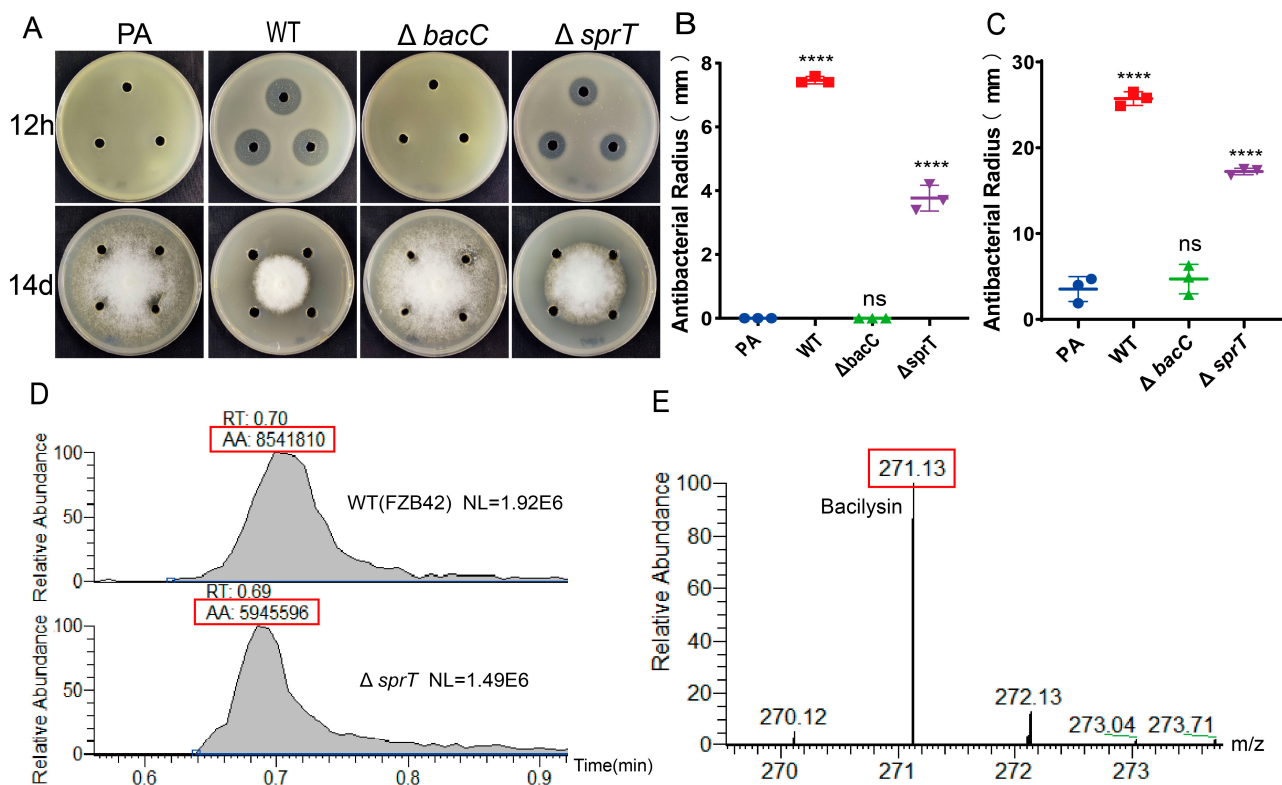 A
PA
WT
Δ bacC
Δ sprT
12h
14d
B
Antibacterial Radius（ mm）
8
6
4
2
0
****
ns
****
PA
WT
ΔbacC
ΔsprT
C
Antibacterial Radius（ mm）
30
20
10
0
****
ns
****
PA
WT
Δ bacC
Δ sprT
D
RT: 0.70
AA: 8541810
Relative Abundance
100
50
0
WT(FZB42) NL=1.92E6
RT: 0.69
AA: 5945596
Relative Abundance
100
50
0
Δ sprT NL=1.49E6
0.6
0.7
0.8
0.9
Time(min)
E
Relative Abundance
100
80
60
40
20
0
271.13
Bacilysin
270.12
272.13
273.04
273.71
m/z
270
271
272
273